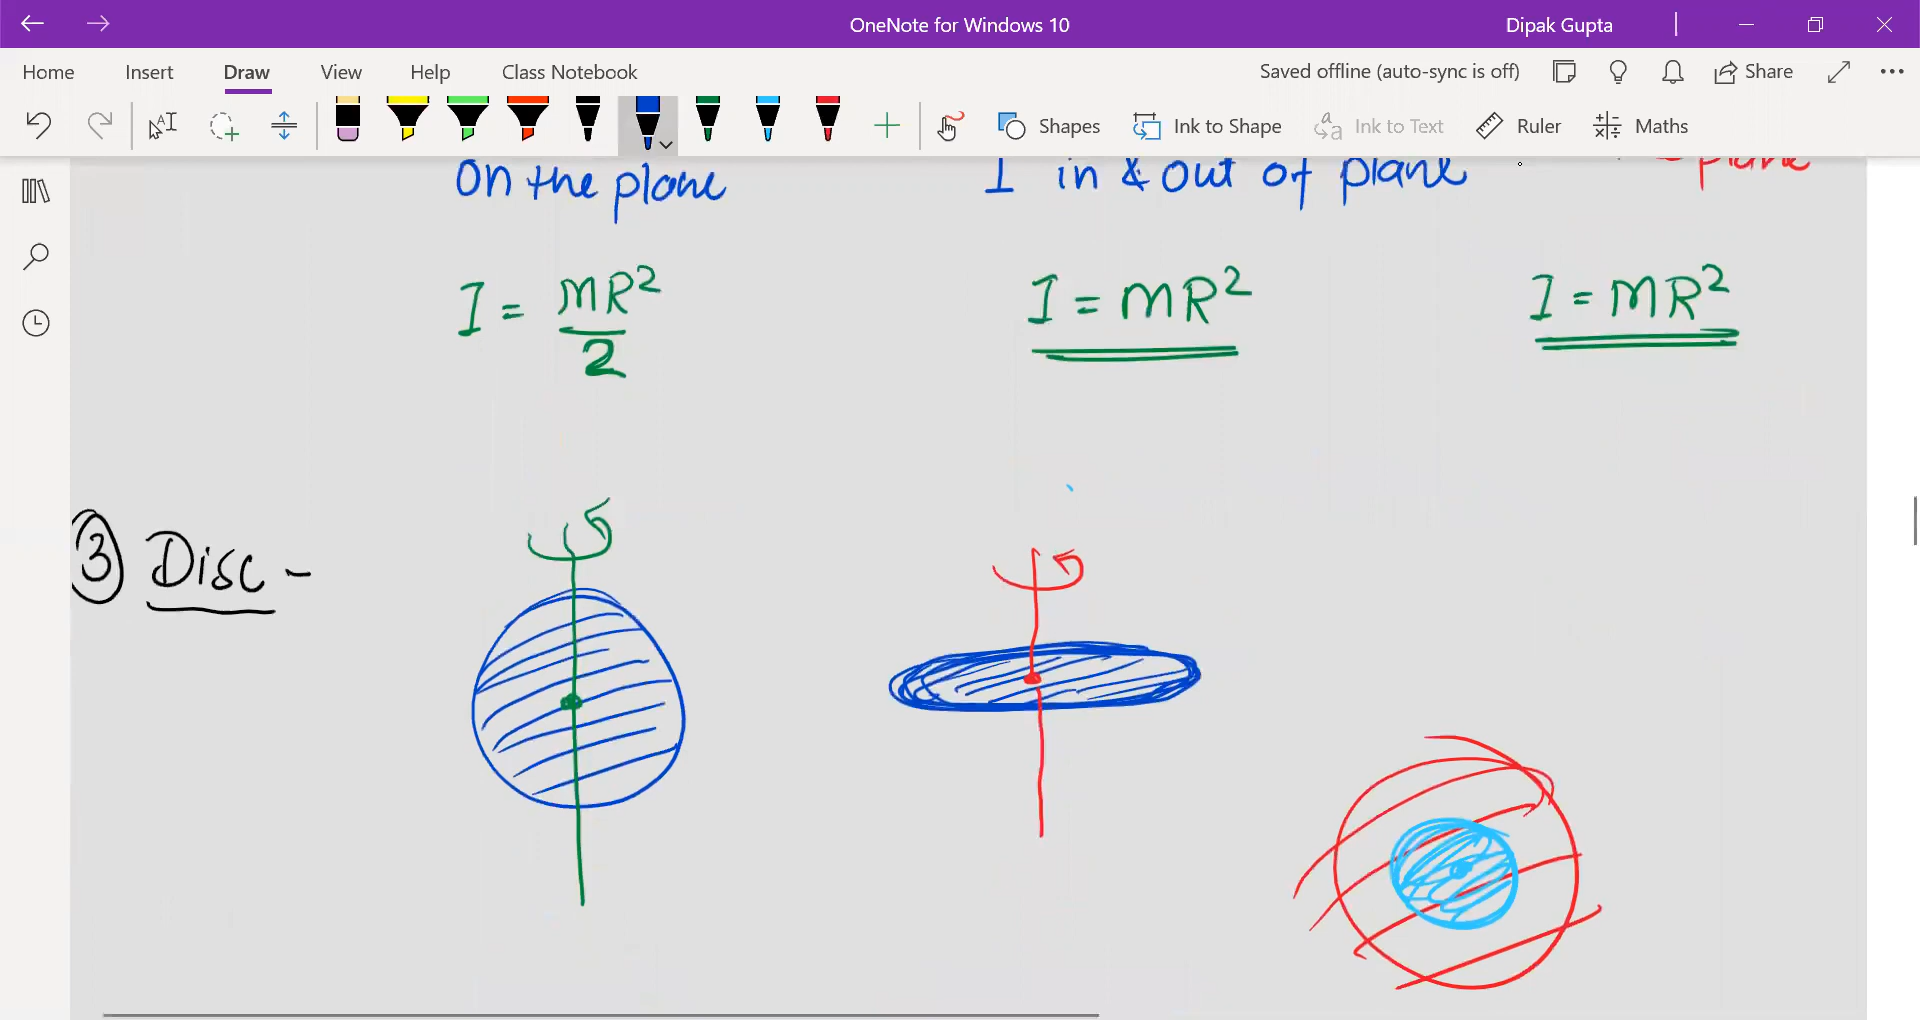 OneNote for Windows 10
Dipak Gupta
Home Insert Draw View Help Class Notebook
Saved offline (auto-sync is off)
Share
Shapes Ink to Shape Ink to Text Ruler Maths
on the plane
⊥ in & out of plane
plane
I = MR²/2
I = MR²
I = MR²
③ Disc -